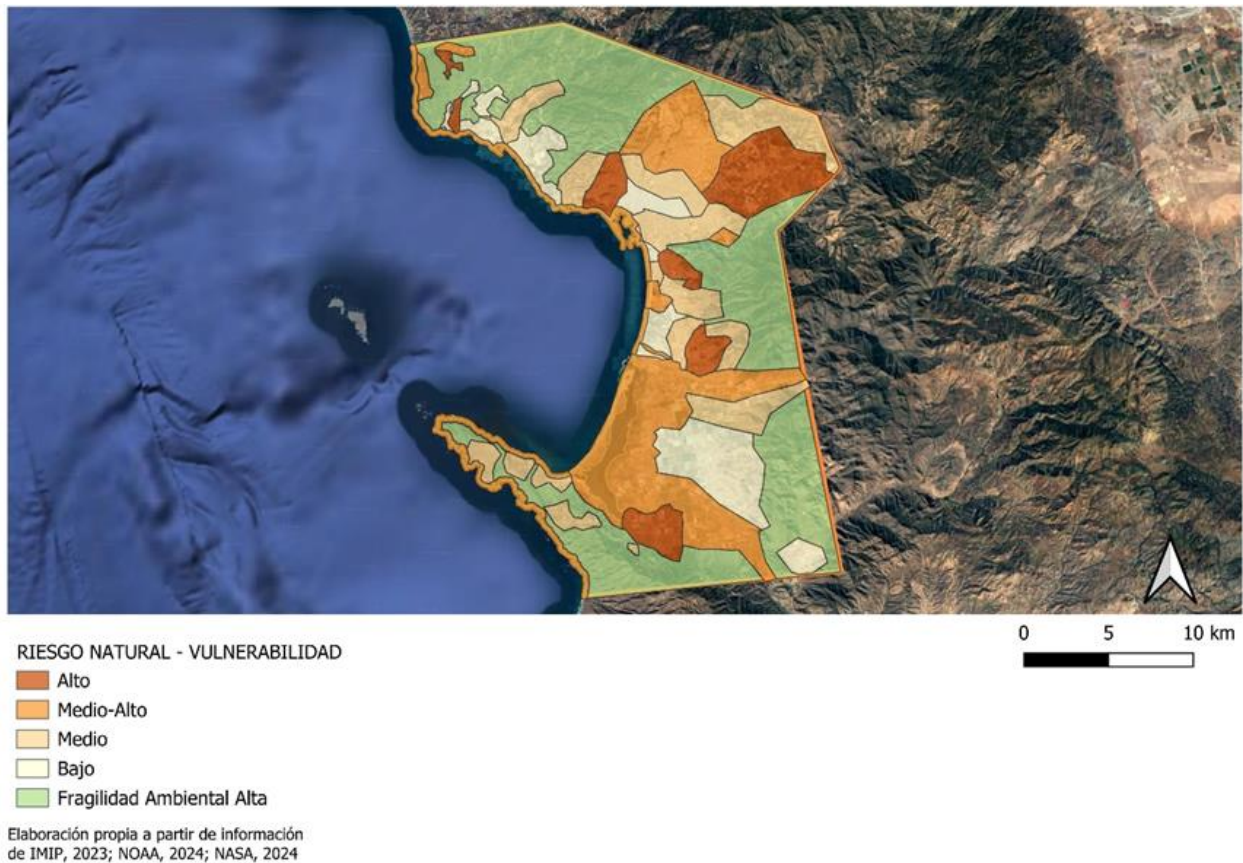 0 5 10 km
RIESGO NATURAL - VULNERABILIDAD
Alto
Medio-Alto
Medio
Bajo
Fragilidad Ambiental Alta
Elaboración propia a partir de información
de IMIP, 2023; NOAA, 2024; NASA, 2024